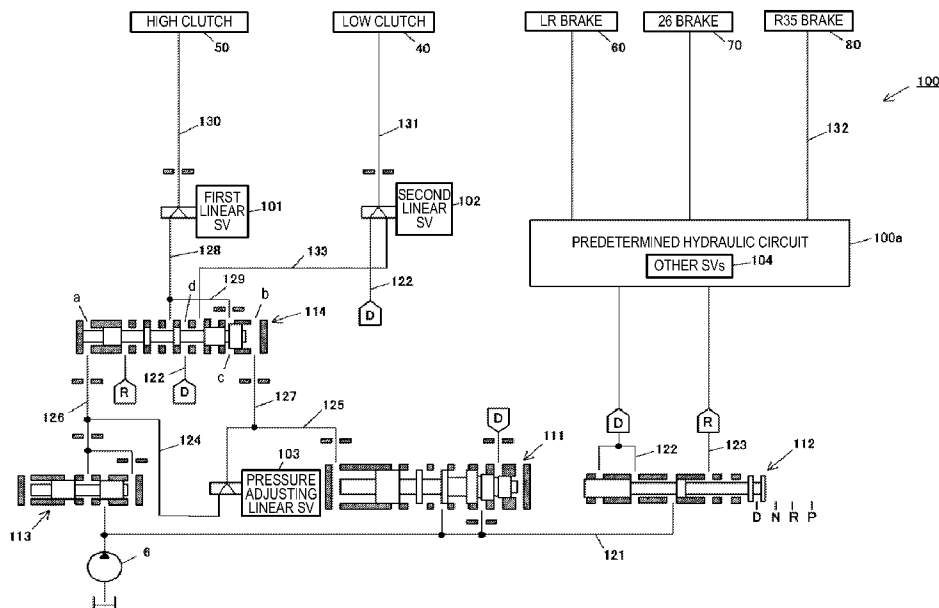 HIGH CLUTCH
LOW CLUTCH
LR BRAKE
26 BRAKE
R35 BRAKE
50
40
60
70
80
100
130
131
132
FIRST LINEAR SV
101
SECOND LINEAR SV
102
PREDETERMINED HYDRAULIC CIRCUIT
100a
OTHER SVs
104
128
133
122
D
129
a
d
b
114
R
122
D
c
126
127
124
125
103
PRESSURE ADJUSTING LINEAR SV
D
111
D
R
122
123
112
D N R P
113
121
6